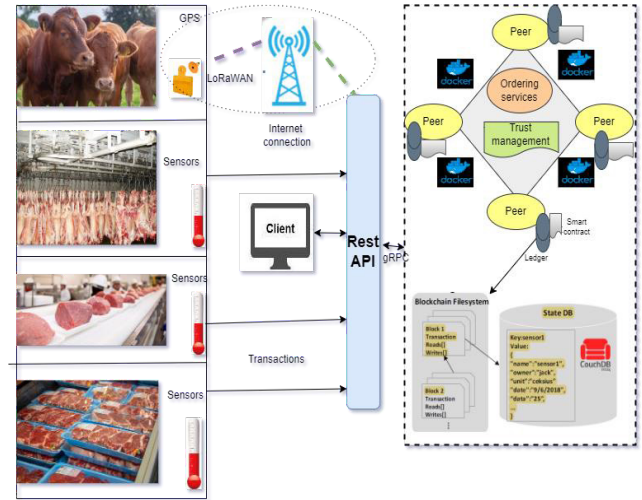 GPS
LoRaWAN
Internet
connection
Sensors
Client
Rest
API
gRPC
Sensors
Transactions
Sensors
Peer
docker
docker
Ordering
services
Peer
Peer
Trust
management
docker
docker
Peer
Smart
contract
Ledger
Blockchain Filesystem
Block 1
Transaction
Reads[]
Writes[]
Block 2
Transaction
Reads[]
Writes[]
State DB
Key:sensor1
Value:
{
"name":"sensor1",
"owner":"jack",
"unit":"celsius"
"date":"9/6/2018",
"data":"25",
...
}
CouchDB